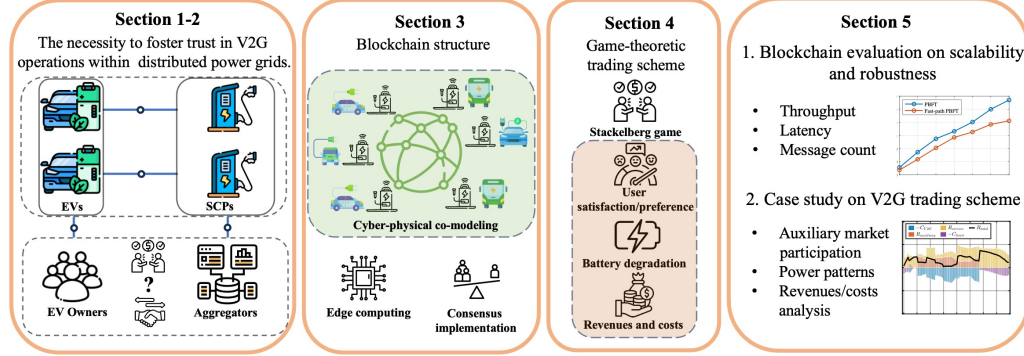 Section 1-2
The necessity to foster trust in V2G
operations within distributed power grids.
EVs
SCPs
?
EV Owners
Aggregators
Section 3
Blockchain structure
Cyber-physical co-modeling
Edge computing
Consensus
implementation
Section 4
Game-theoretic
trading scheme
Stackelberg game
User
satisfaction/preference
Battery degradation
Revenues and costs
Section 5
1. Blockchain evaluation on scalability
and robustness
• Throughput
• Latency
• Message count
PBFT
Fast-path PBFT
2. Case study on V2G trading scheme
• Auxiliary market
participation
• Power patterns
• Revenues/costs
analysis